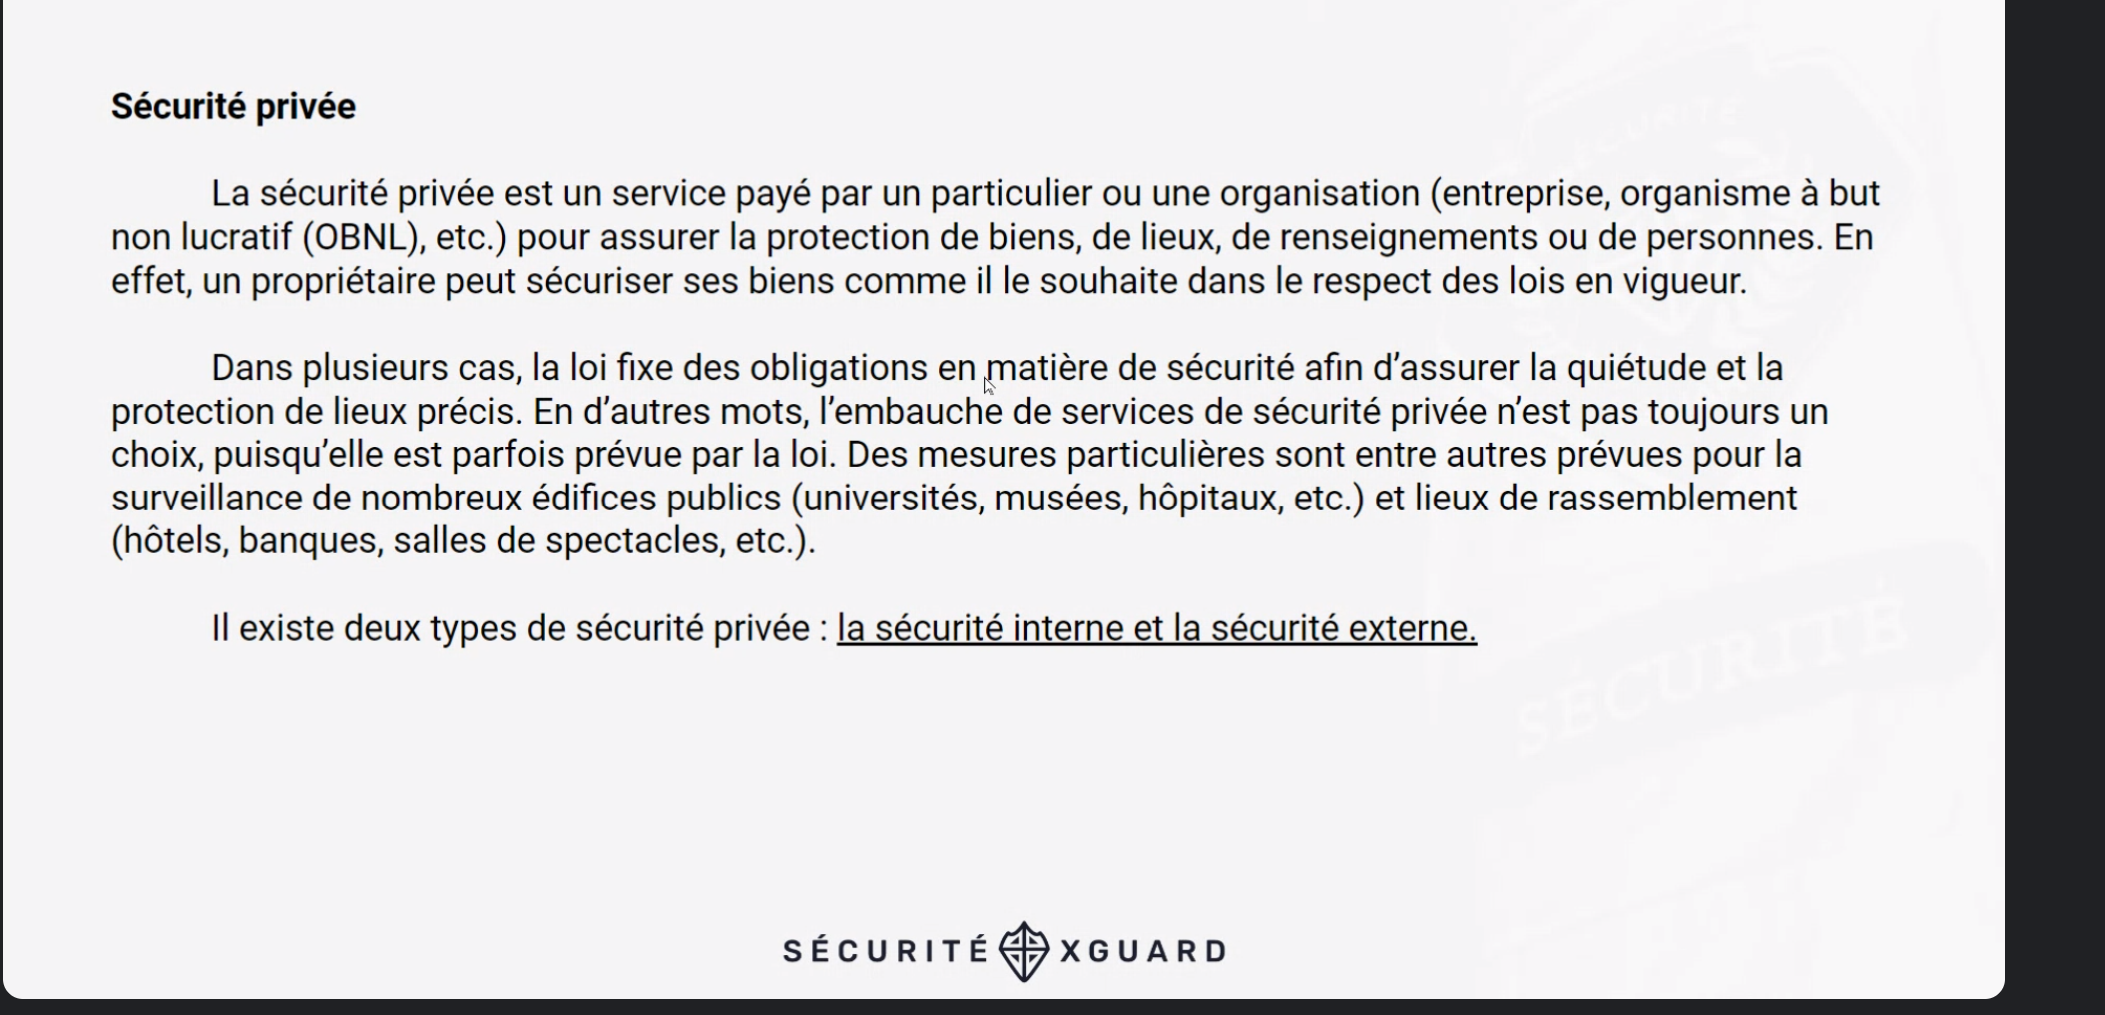 Sécurité privée
La sécurité privée est un service payé par un particulier ou une organisation (entreprise, organisme à but
non lucratif (OBNL), etc.) pour assurer la protection de biens, de lieux, de renseignements ou de personnes. En
effet, un propriétaire peut sécuriser ses biens comme il le souhaite dans le respect des lois en vigueur.
Dans plusieurs cas, la loi fixe des obligations en matière de sécurité afin d’assurer la quiétude et la
protection de lieux précis. En d’autres mots, l’embauche de services de sécurité privée n’est pas toujours un
choix, puisqu’elle est parfois prévue par la loi. Des mesures particulières sont entre autres prévues pour la
surveillance de nombreux édifices publics (universités, musées, hôpitaux, etc.) et lieux de rassemblement
(hôtels, banques, salles de spectacles, etc.).
Il existe deux types de sécurité privée : la sécurité interne et la sécurité externe.
SÉCURITÉ
SÉCURITÉ
SÉCURITÉ XGUARD